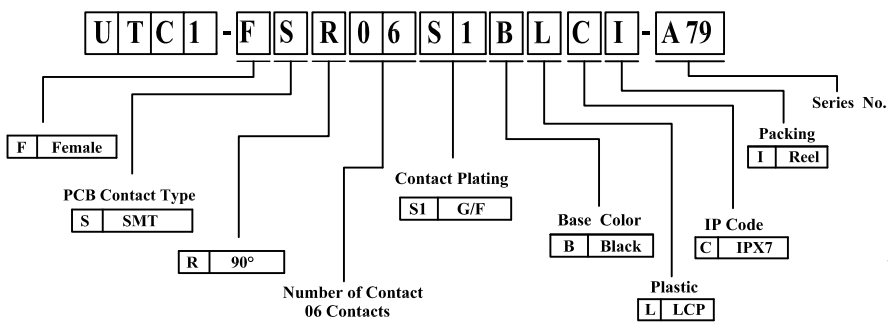 UTC1-FSR06S1BLCI-A79
Series No.
F Female
Packing
I Reel
PCB Contact Type
S SMT
Contact Plating
S1 G/F
Base Color
B Black
IP Code
C IPX7
R 90°
Number of Contact
06 Contacts
Plastic
L LCP